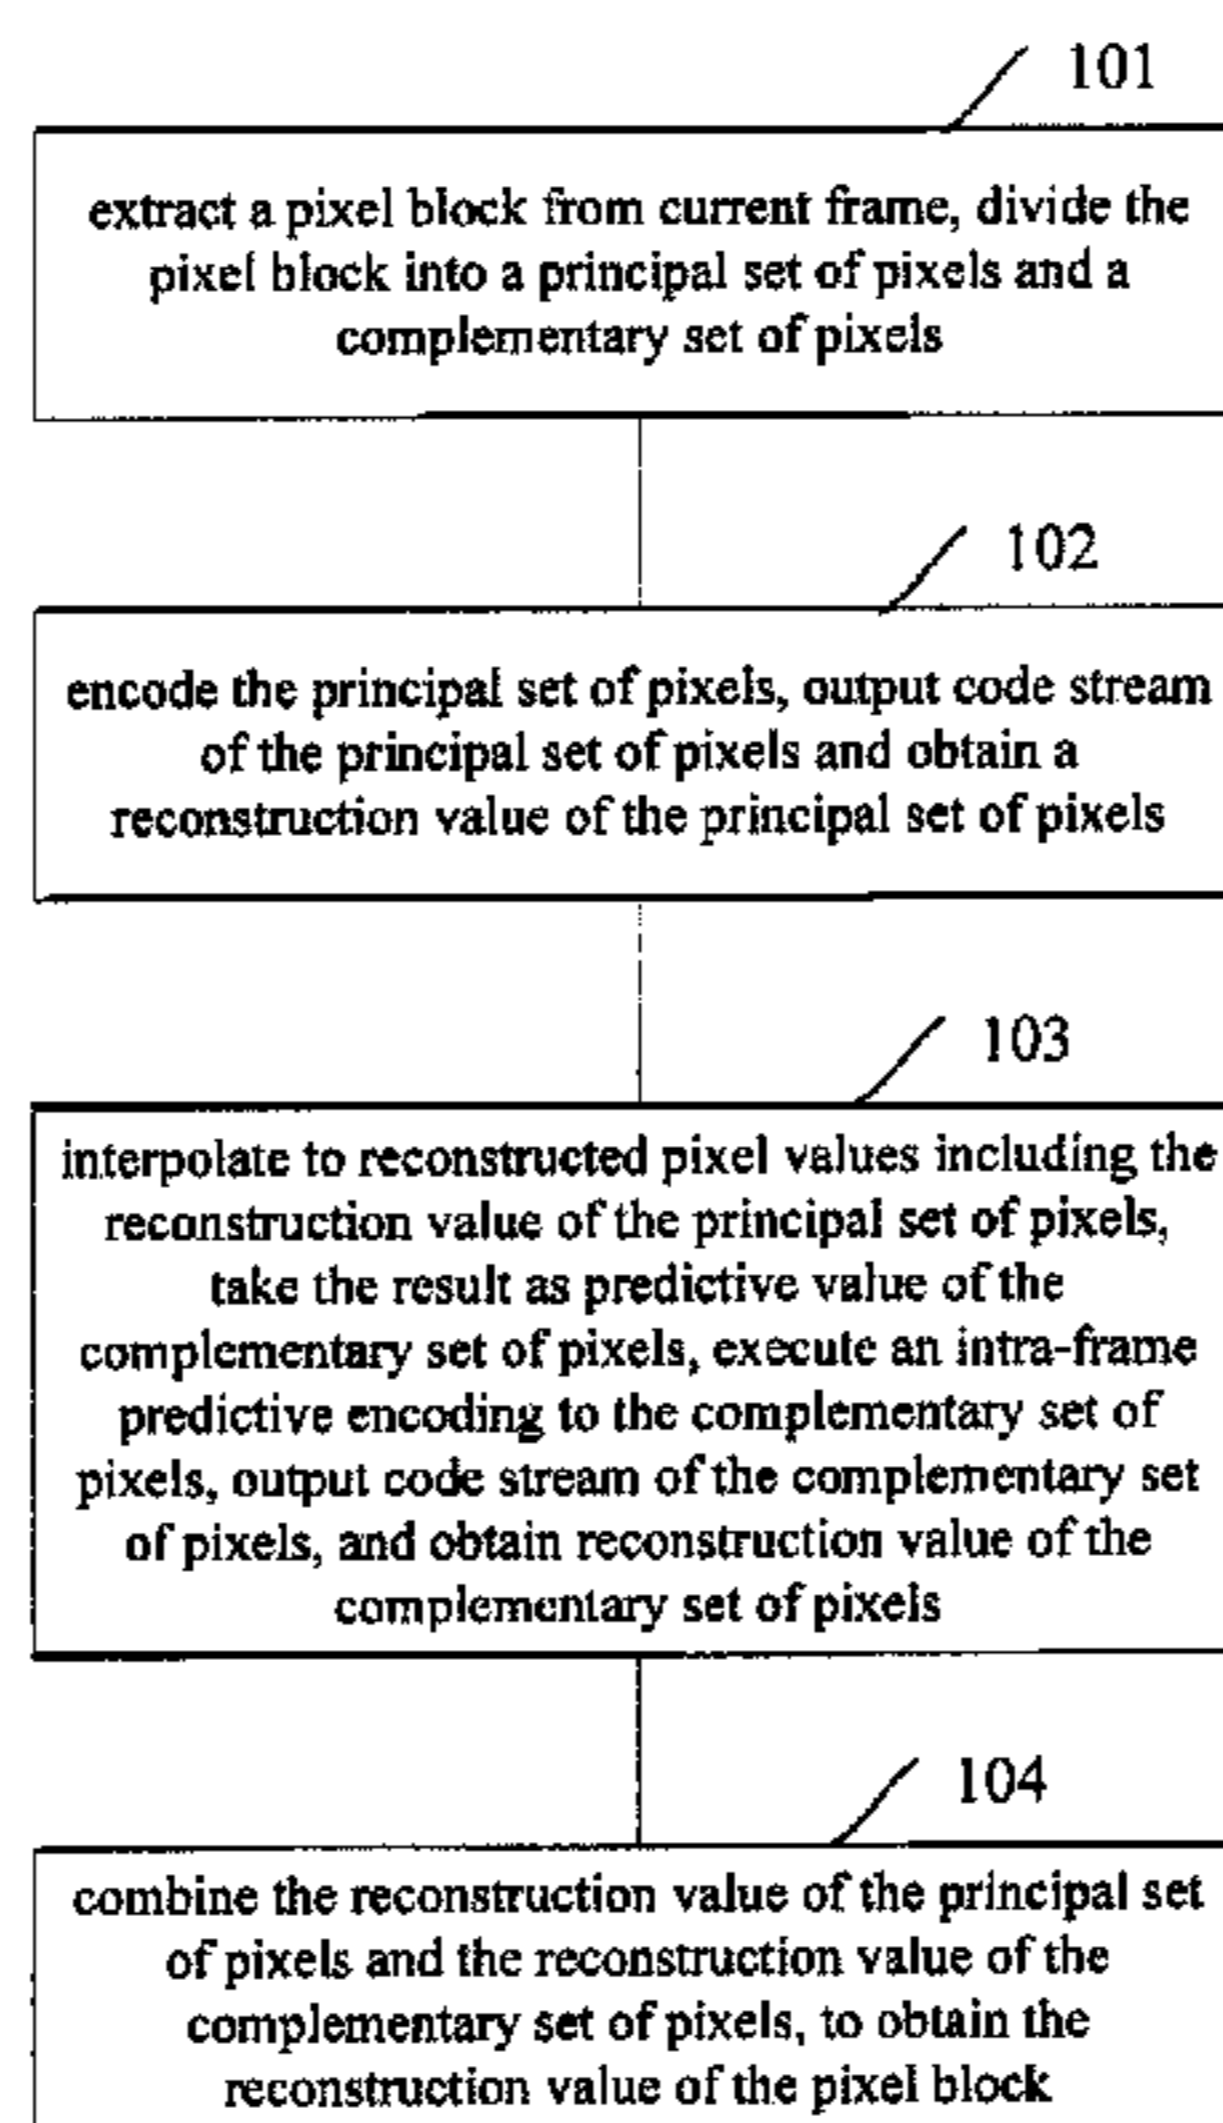 101
extract a pixel block from current frame, divide the
pixel block into a principal set of pixels and a
complementary set of pixels
102
encode the principal set of pixels, output code stream
of the principal set of pixels and obtain a
reconstruction value of the principal set of pixels
103
interpolate to reconstructed pixel values including the
reconstruction value of the principal set of pixels,
take the result as predictive value of the
complementary set of pixels, execute an intra-frame
predictive encoding to the complementary set of
pixels, output code stream of the complementary set
of pixels, and obtain reconstruction value of the
complementary set of pixels
104
combine the reconstruction value of the principal set
of pixels and the reconstruction value of the
complementary set of pixels, to obtain the
reconstruction value of the pixel block